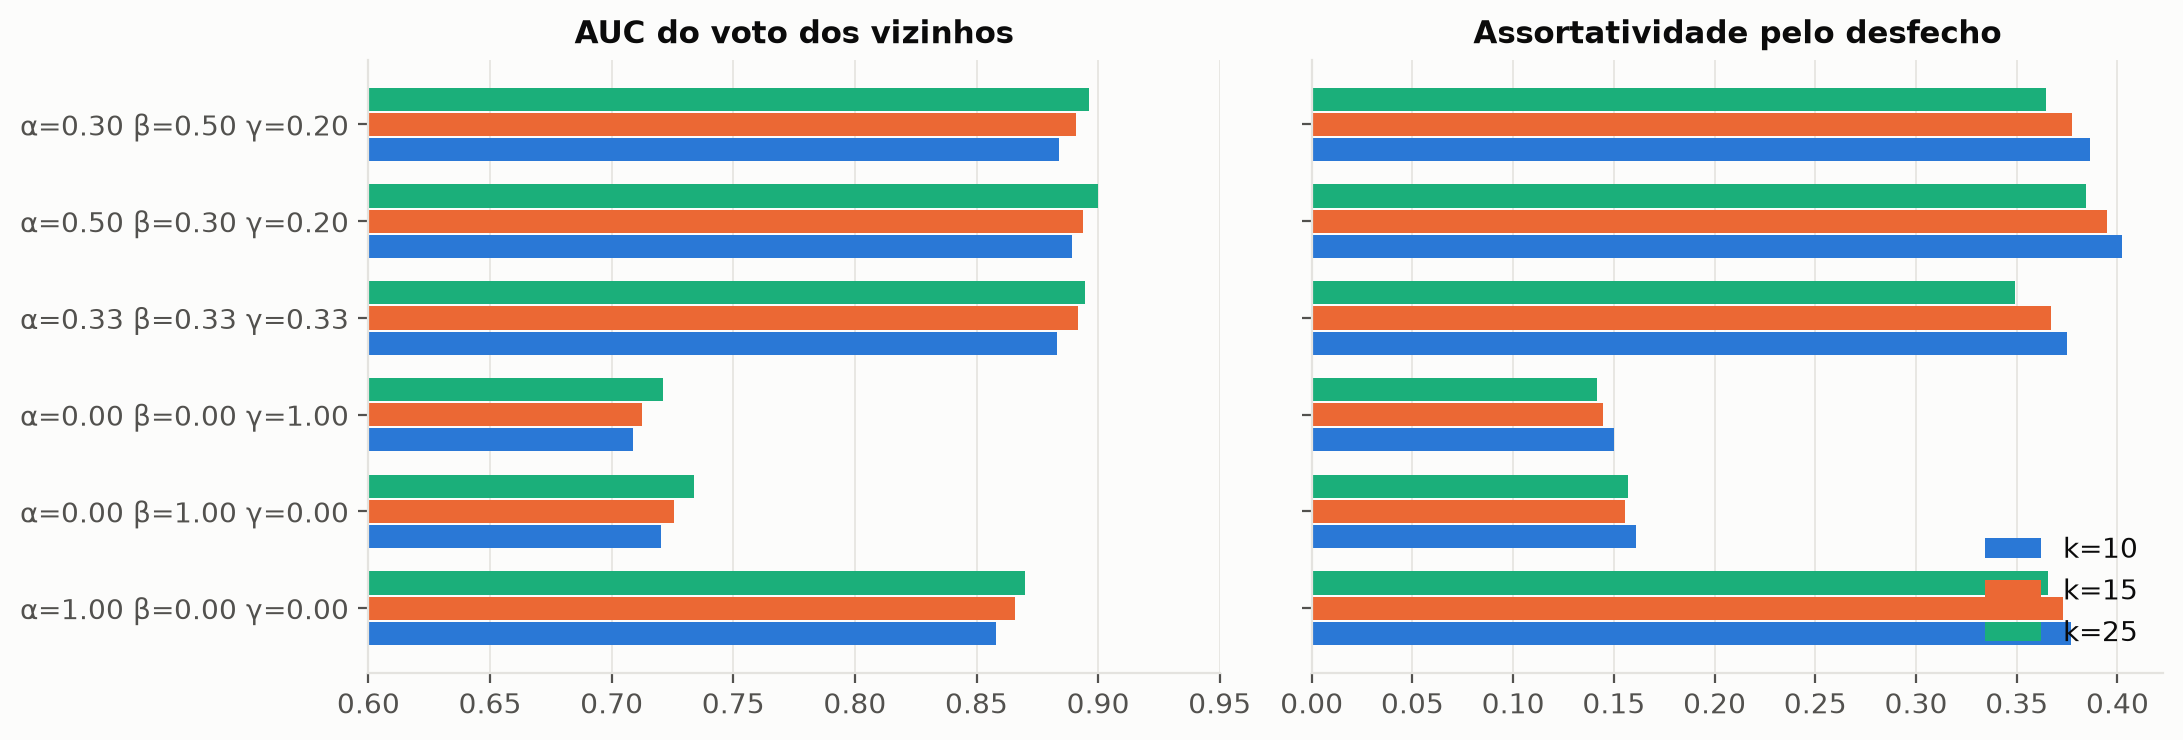 AUC do voto dos vizinhos
α=0.30 β=0.50 γ=0.20
α=0.50 β=0.30 γ=0.20
α=0.33 β=0.33 γ=0.33
α=0.00 β=0.00 γ=1.00
α=0.00 β=1.00 γ=0.00
α=1.00 β=0.00 γ=0.00
0.60 0.65 0.70 0.75 0.80 0.85 0.90 0.95
Assortatividade pelo desfecho
k=10
k=15
k=25
0.00 0.05 0.10 0.15 0.20 0.25 0.30 0.35 0.40